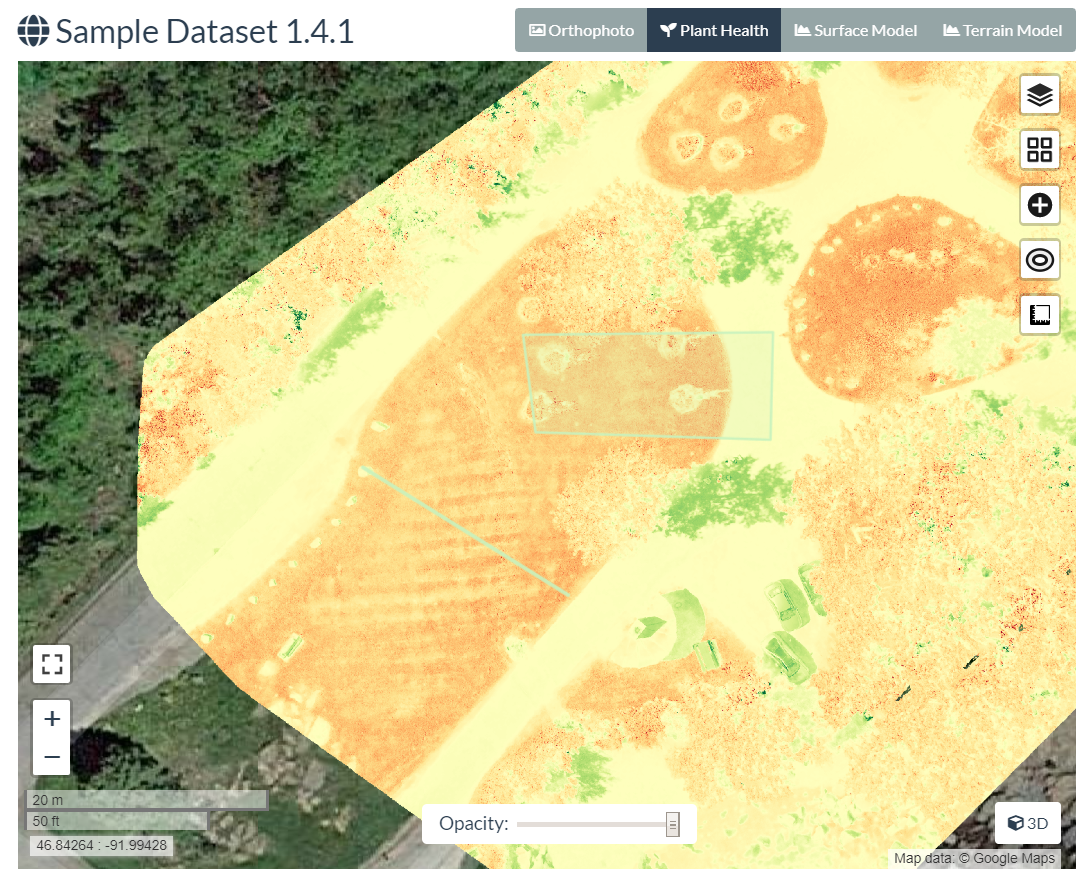 Sample Dataset 1.4.1
Orthophoto
Plant Health
Surface Model
Terrain Model
+
−
20 m
50 ft
46.84264 : -91.99428
Opacity:
3D
Map data: © Google Maps